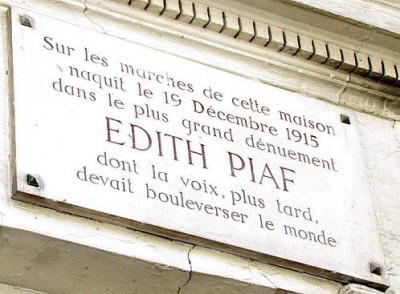 Sur les marches de cette maison
naquit le 19 Décembre 1915
dans le plus grand dénuement
EDITH PIAF
dont la voix, plus tard,
devait bouleverser le monde